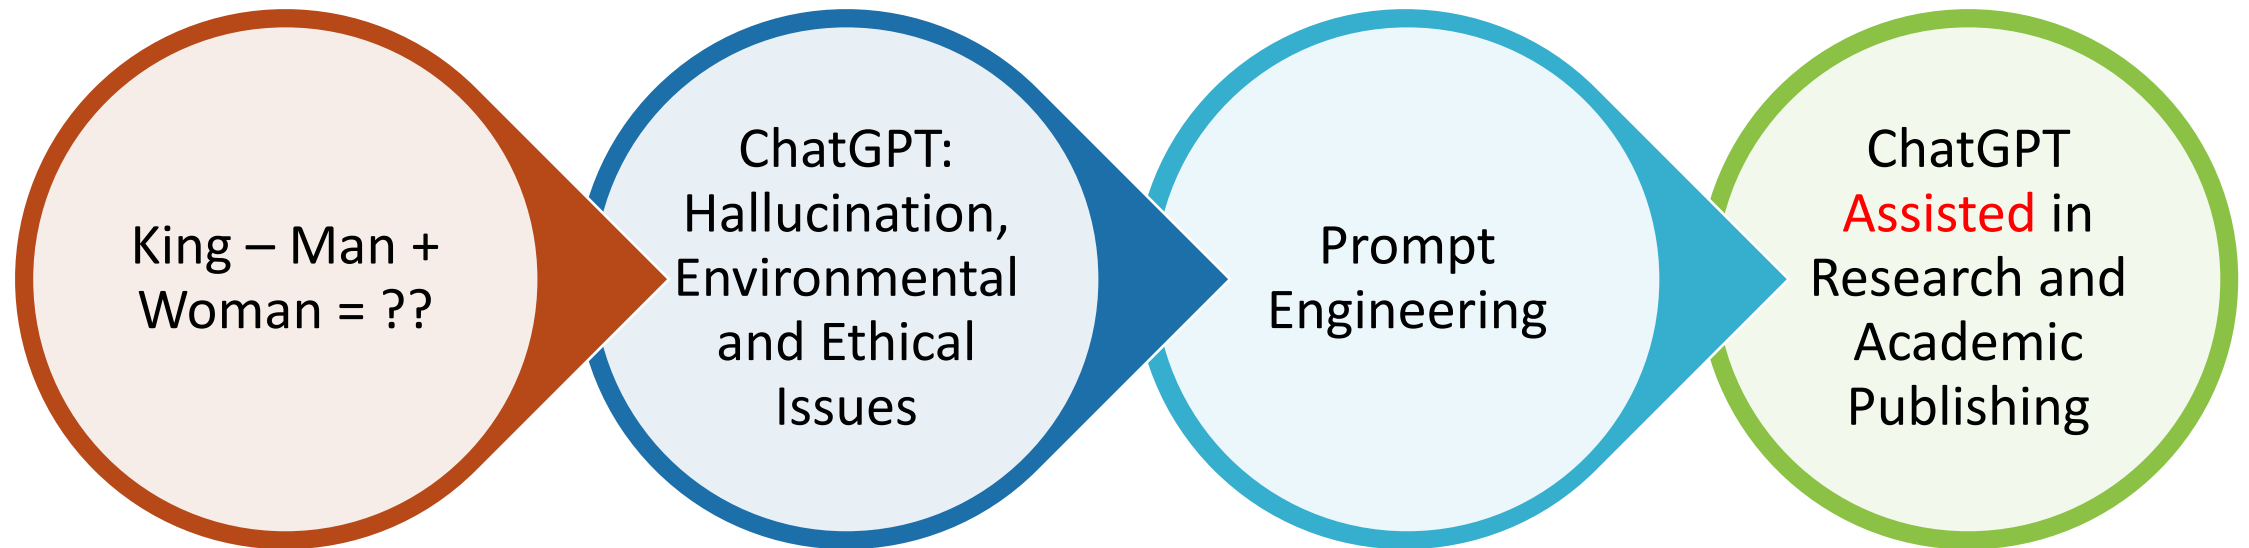 King – Man +
Woman = ??
ChatGPT:
Hallucination,
Environmental
and Ethical
Issues
Prompt
Engineering
ChatGPT
Assisted in
Research and
Academic
Publishing